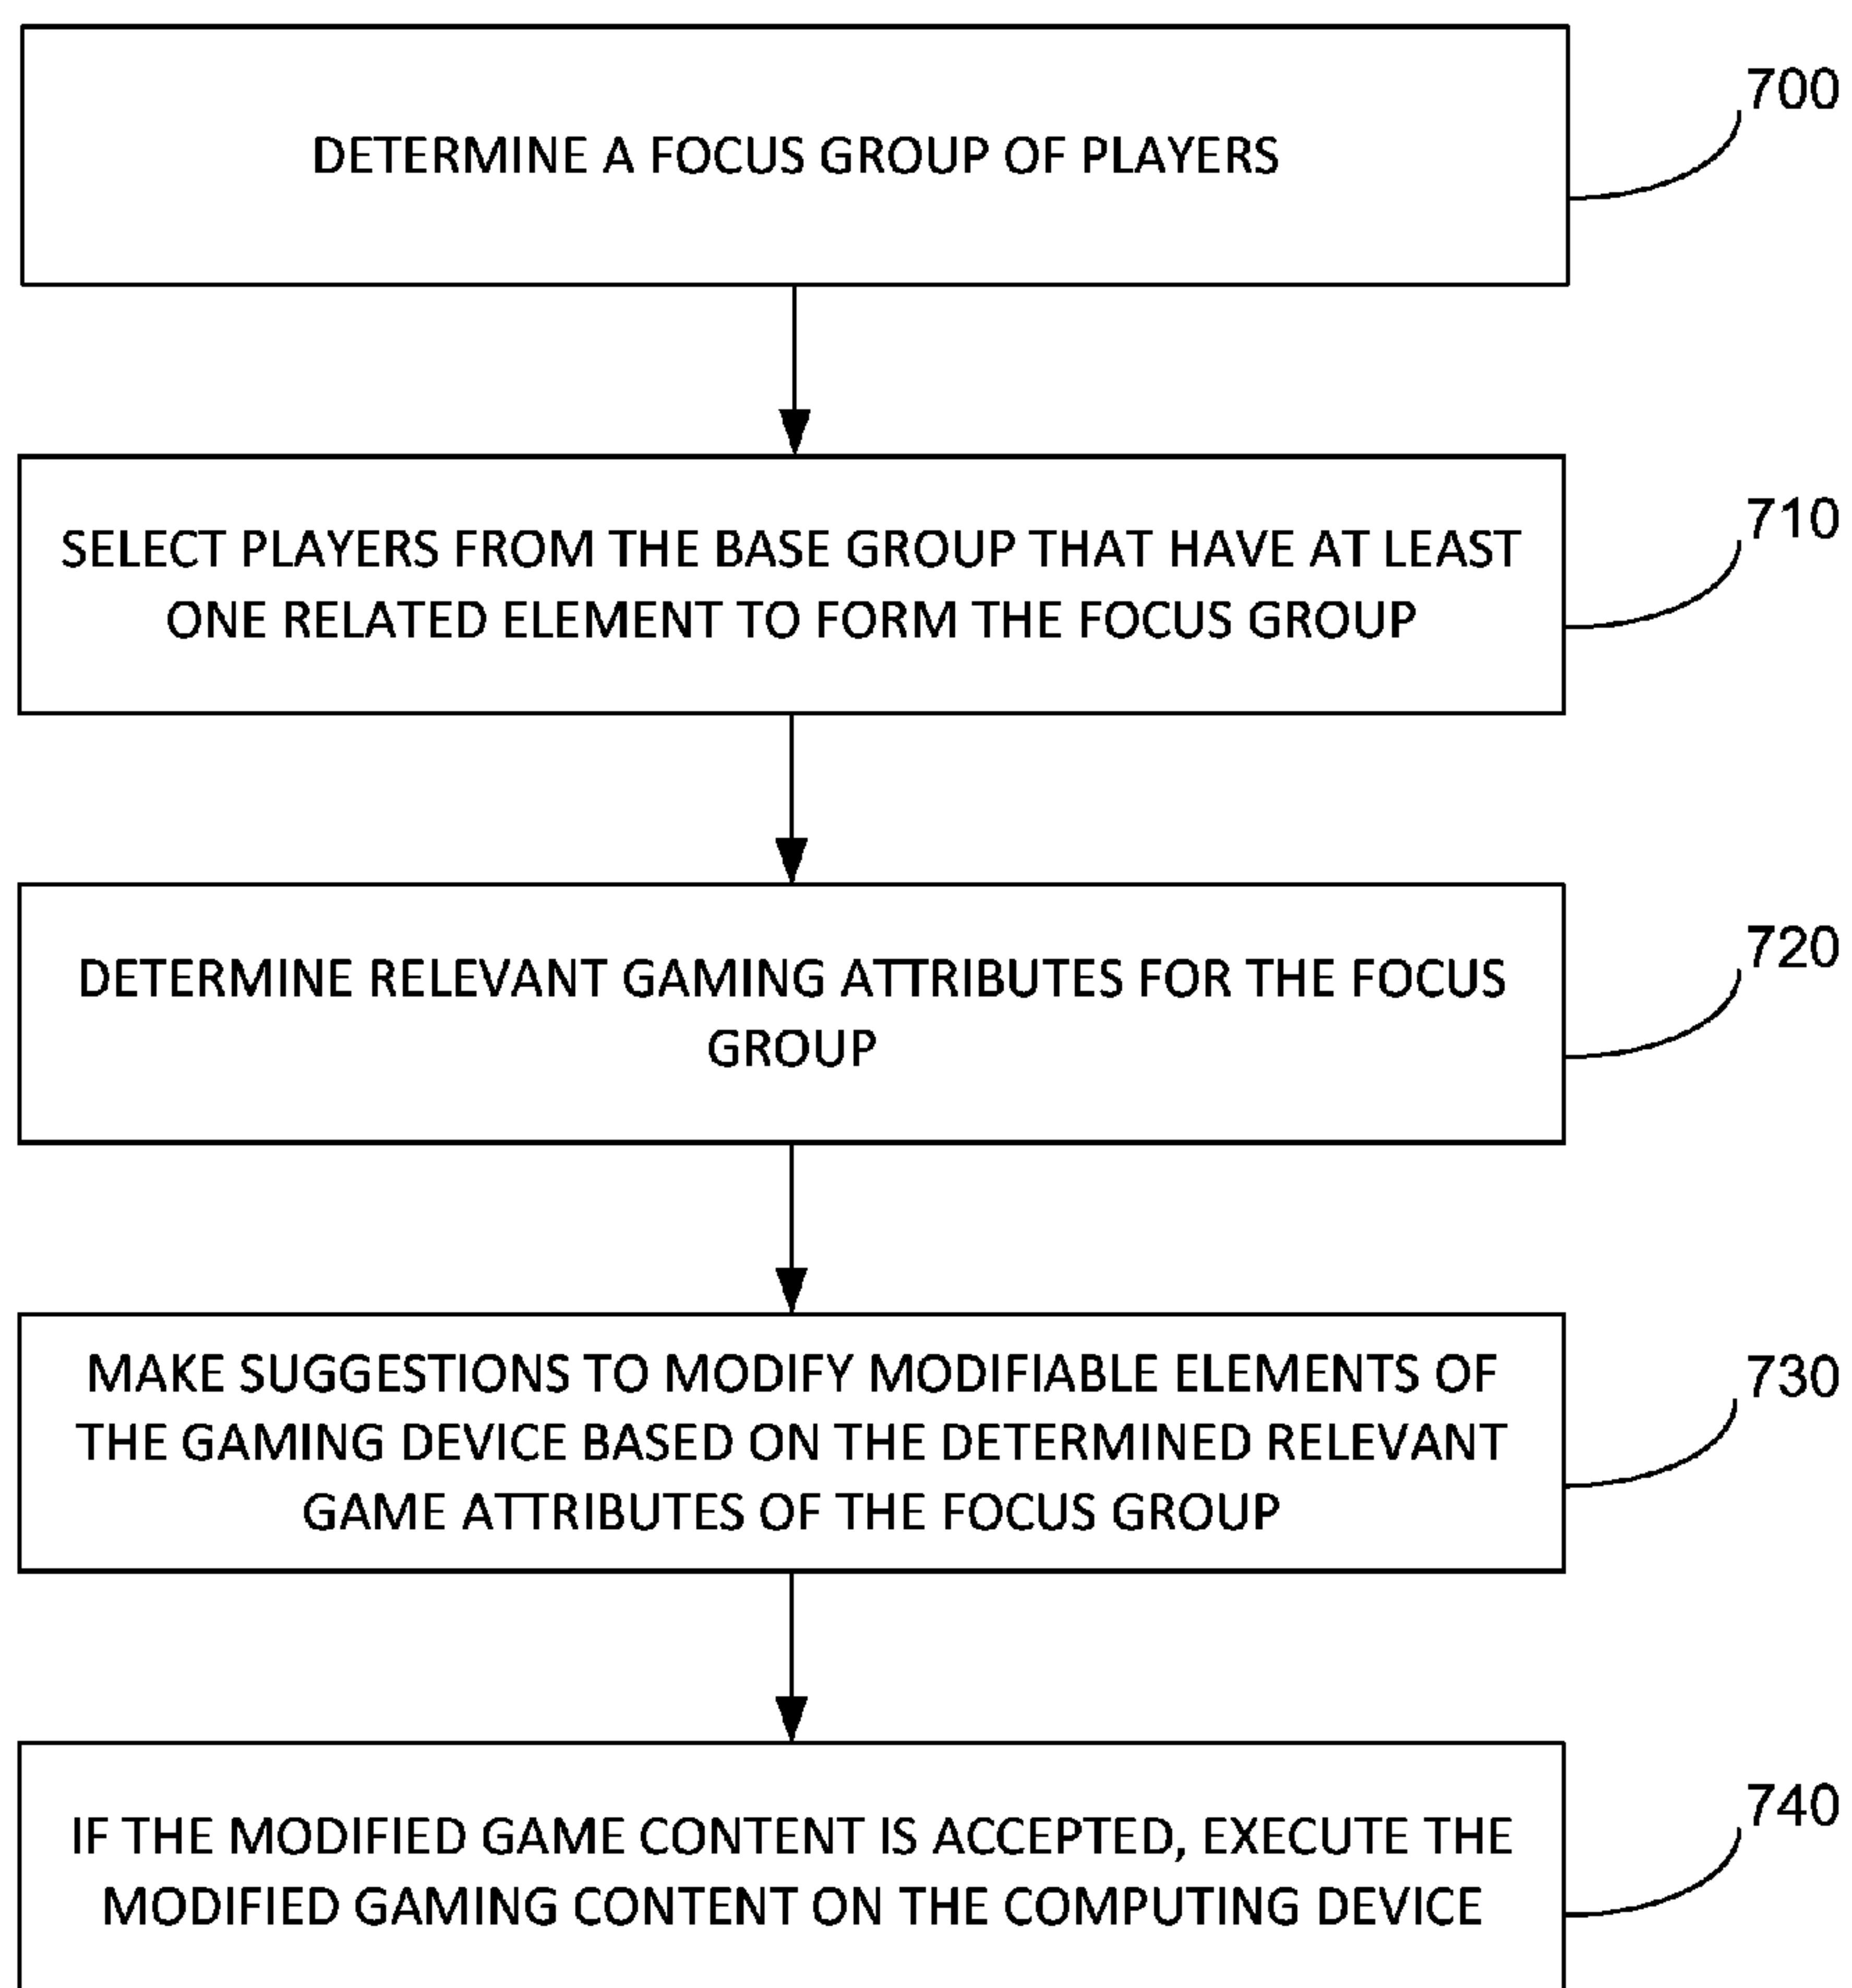 700
DETERMINE A FOCUS GROUP OF PLAYERS
710
SELECT PLAYERS FROM THE BASE GROUP THAT HAVE AT LEAST
ONE RELATED ELEMENT TO FORM THE FOCUS GROUP
720
DETERMINE RELEVANT GAMING ATTRIBUTES FOR THE FOCUS
GROUP
730
MAKE SUGGESTIONS TO MODIFY MODIFIABLE ELEMENTS OF
THE GAMING DEVICE BASED ON THE DETERMINED RELEVANT
GAME ATTRIBUTES OF THE FOCUS GROUP
740
IF THE MODIFIED GAME CONTENT IS ACCEPTED, EXECUTE THE
MODIFIED GAMING CONTENT ON THE COMPUTING DEVICE